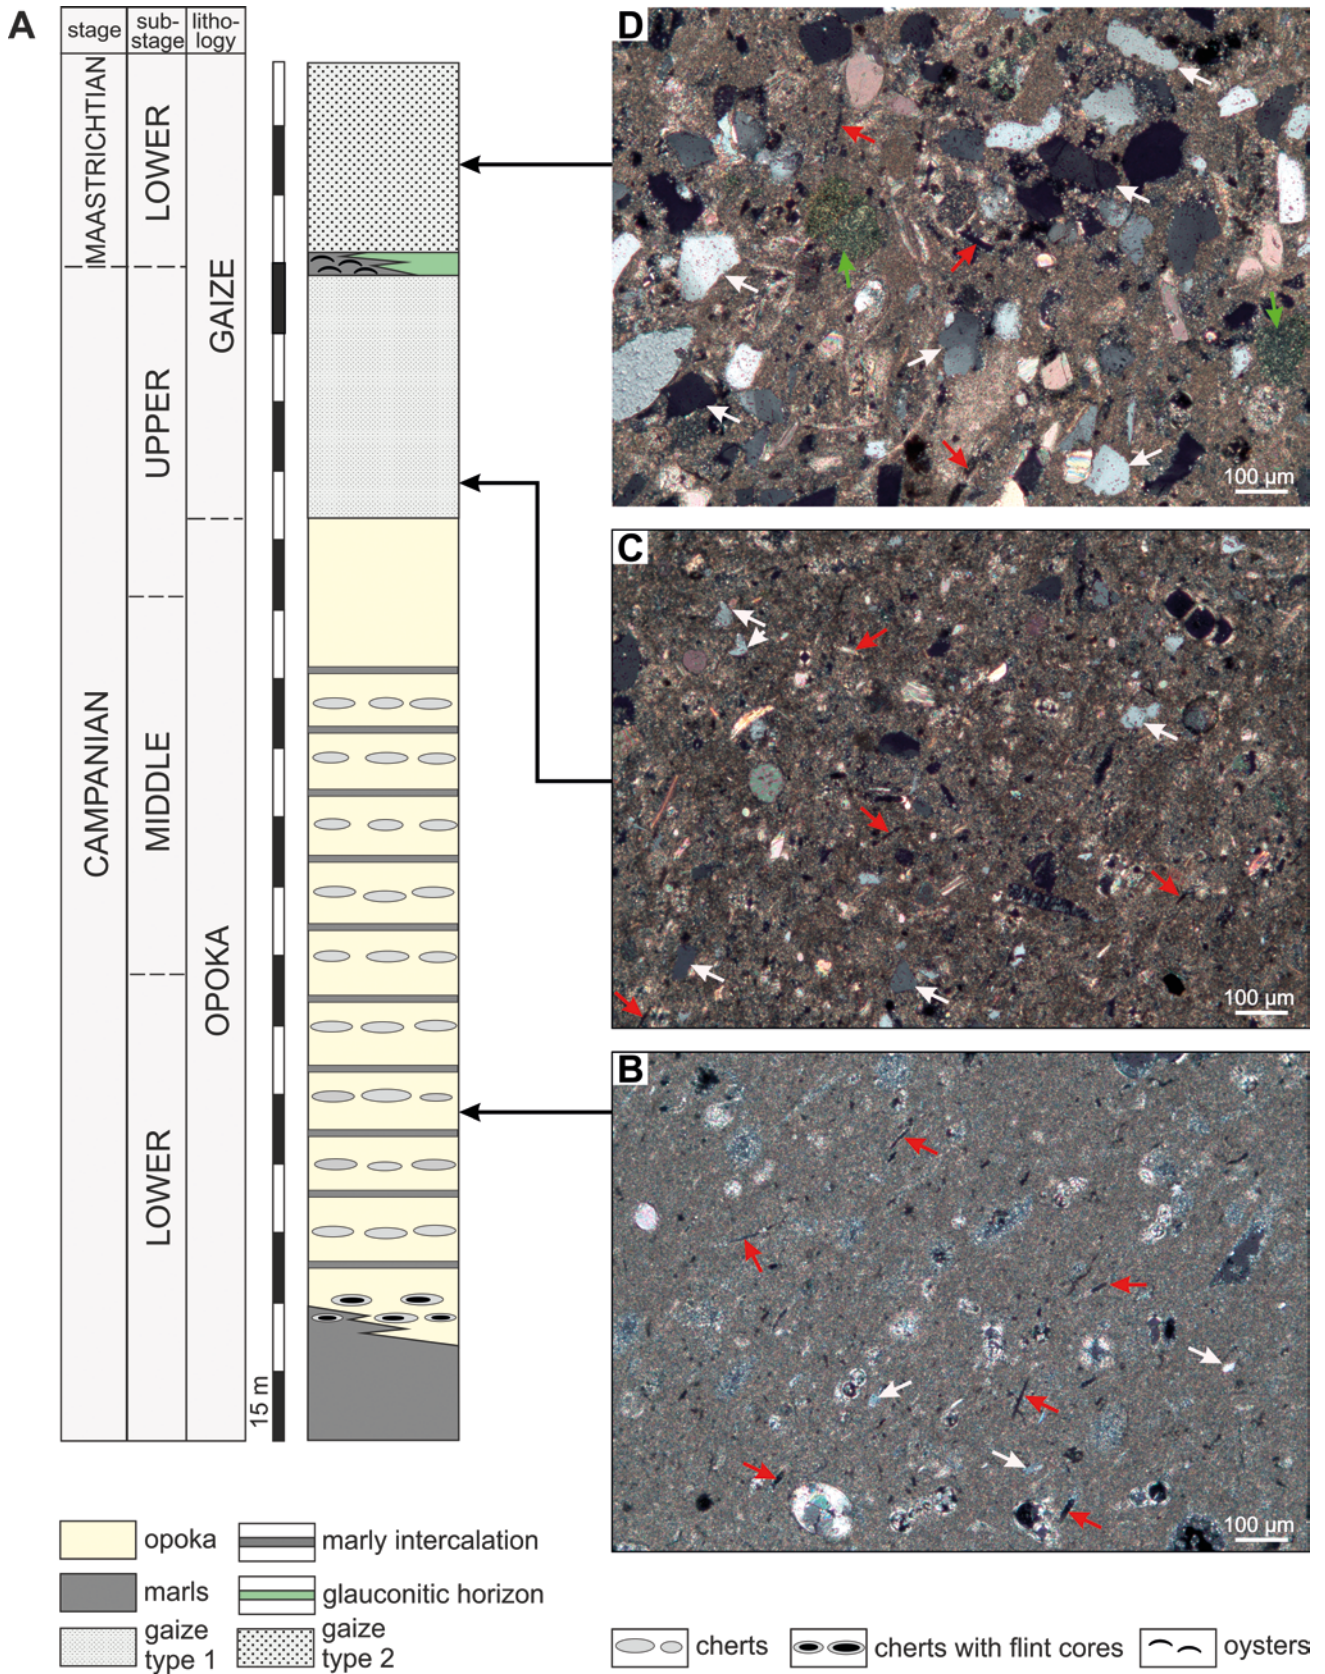 A
stage
sub-
stage
litho-
logy
MAASTRICHTIAN
LOWER
GAIZE
UPPER
CAMPANIAN
MIDDLE
OPOKA
LOWER
15 m
D
100 µm
C
100 µm
B
100 µm
opoka
marly intercalation
marls
glauconitic horizon
gaize
type 1
gaize
type 2
cherts
cherts with flint cores
oysters